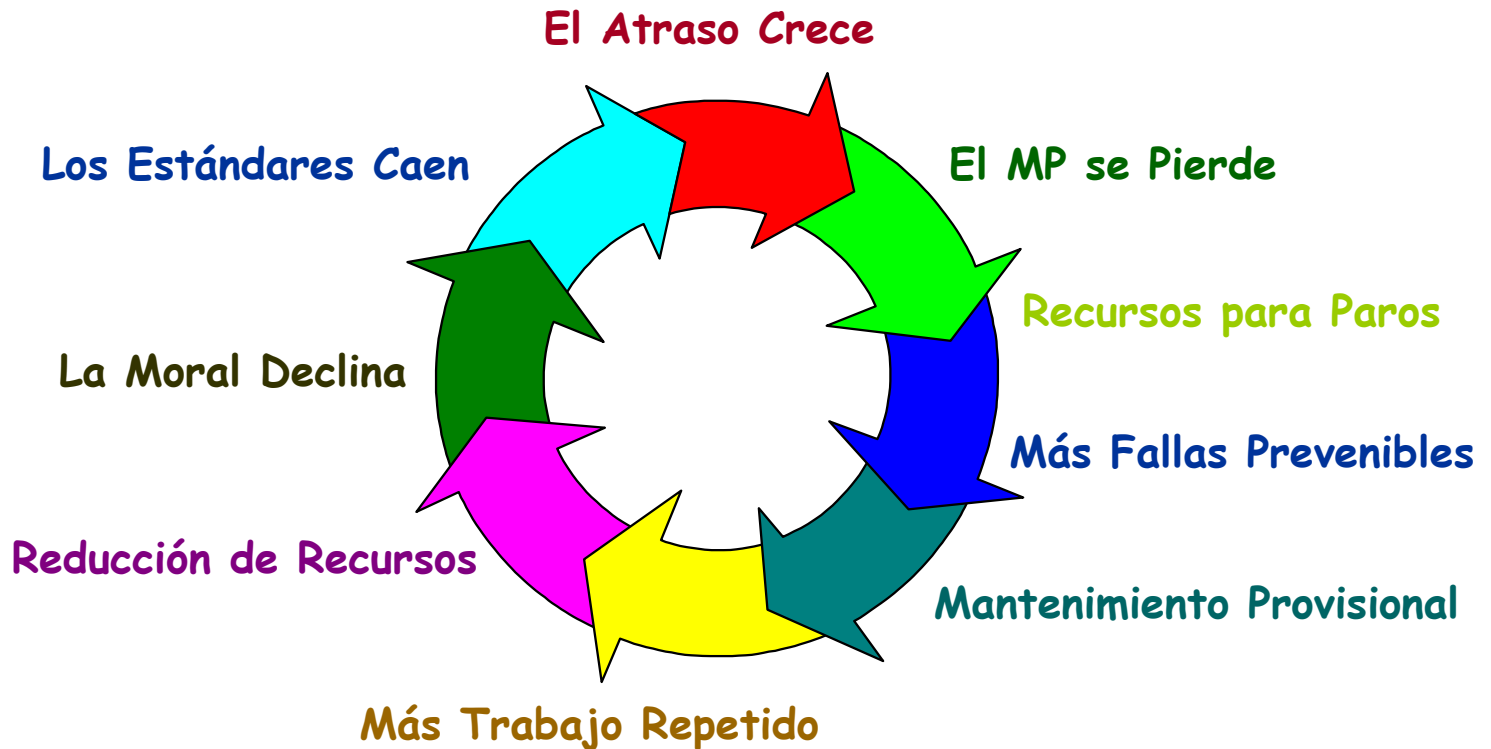 El Atraso Crece
Los Estándares Caen
El MP se Pierde
Recursos para Paros
La Moral Declina
Más Fallas Prevenibles
Reducción de Recursos
Mantenimiento Provisional
Más Trabajo Repetido